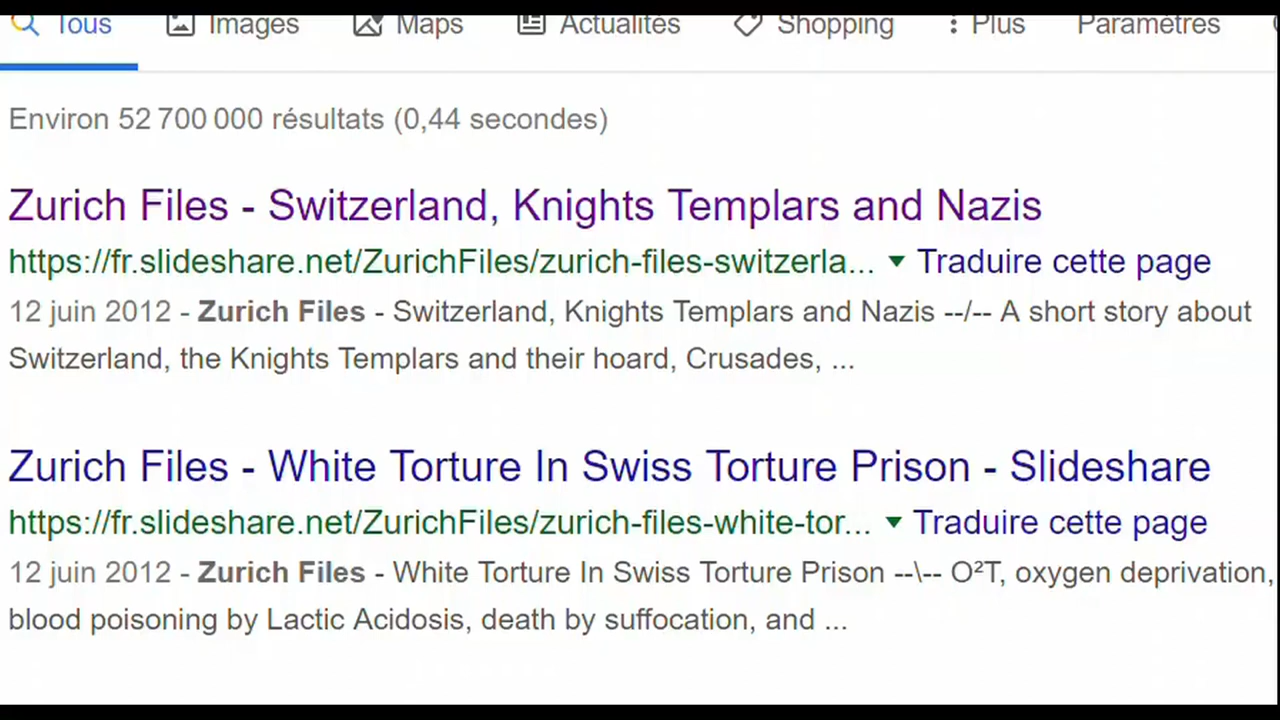 Tous Images Maps Actualités Shopping Plus Paramètres
Environ 52 700 000 résultats (0,44 secondes)
Zurich Files - Switzerland, Knights Templars and Nazis
https://fr.slideshare.net/ZurichFiles/zurich-files-switzerla... Traduire cette page
12 juin 2012 - Zurich Files - Switzerland, Knights Templars and Nazis --/-- A short story about
Switzerland, the Knights Templars and their hoard, Crusades, ...
Zurich Files - White Torture In Swiss Torture Prison - Slideshare
https://fr.slideshare.net/ZurichFiles/zurich-files-white-tor... Traduire cette page
12 juin 2012 - Zurich Files - White Torture In Swiss Torture Prison --\-- O²T, oxygen deprivation,
blood poisoning by Lactic Acidosis, death by suffocation, and ...